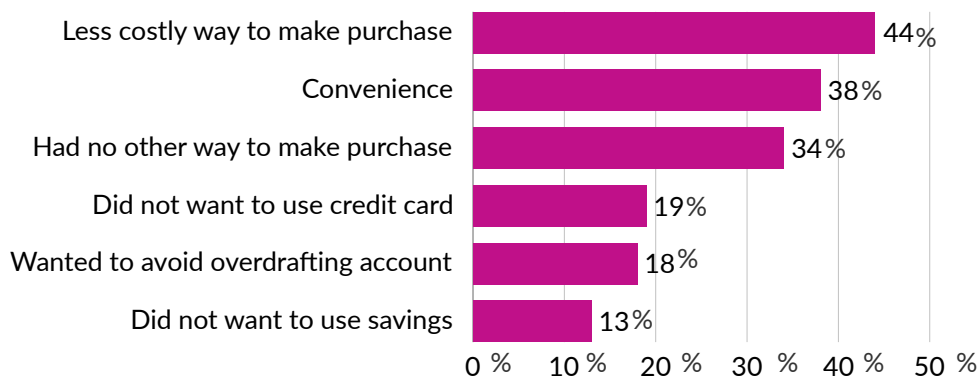 Less costly way to make purchase 44%
Convenience 38%
Had no other way to make purchase 34%
Did not want to use credit card 19%
Wanted to avoid overdrafting account 18%
Did not want to use savings 13%
0 % 10 % 20 % 30 % 40 % 50 %